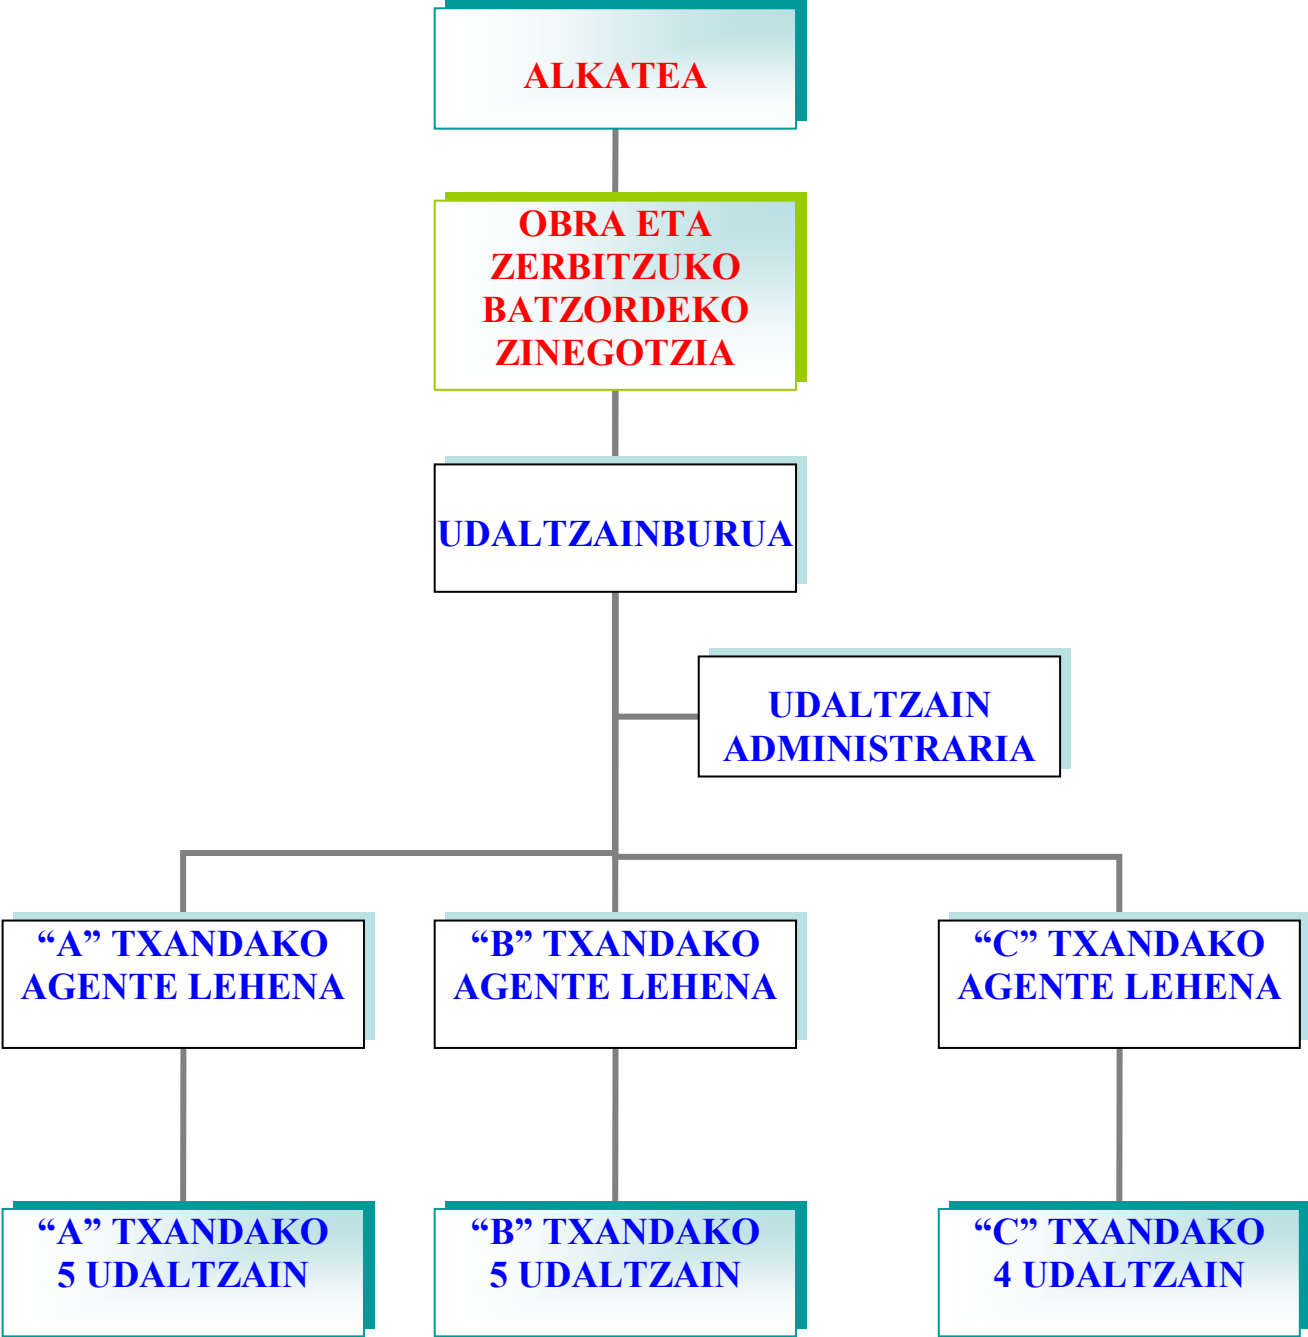 ALKATEA
OBRA ETA
ZERBITZUKO
BATZORDEKO
ZINEGOTZIA
UDALTZAINBURUA
UDALTZAIN
ADMINISTRARIA
“A” TXANDAKO
AGENTE LEHENA
“B” TXANDAKO
AGENTE LEHENA
“C” TXANDAKO
AGENTE LEHENA
“A” TXANDAKO
5 UDALTZAIN
“B” TXANDAKO
5 UDALTZAIN
“C” TXANDAKO
4 UDALTZAIN